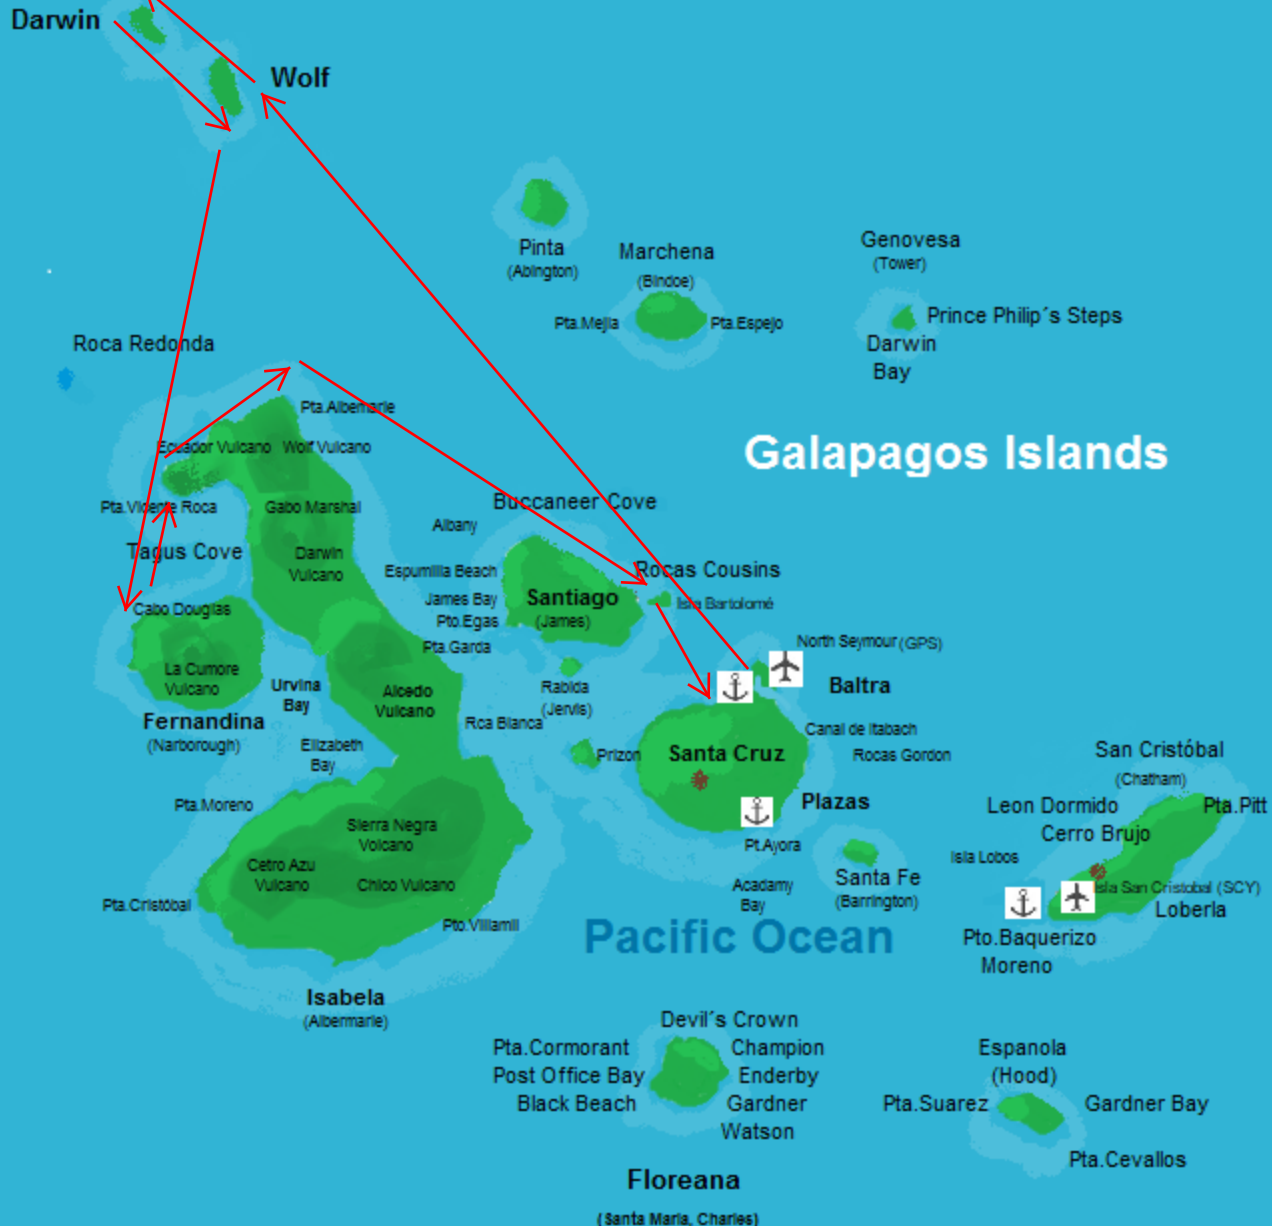 Darwin
Wolf
Pinta
(Abington)
Marchena
(Bindoe)
Pta.Mejia
Pta.Espejo
Genovesa
(Tower)
Prince Philip´s Steps
Darwin
Bay
Roca Redonda
Pta.Albemarle
Ecuador Vulcano
Wolf Vulcano
Galapagos Islands
Pta.Vicente Roca
Gabo Marshal
Buccaneer Cove
Albany
Tagus Cove
Darwin
Vulcano
Espumilla Beach
Rocas Cousins
James Bay
Santiago
(James)
Isla Bartolomé
Cabo Douglas
Pto.Egas
Pta.Garda
North Seymour (GPS)
La Cumore
Vulcano
Urvina
Bay
Alcedo
Vulcano
Rabida
(Jervis)
Baltra
Fernandina
(Narborough)
Rca Blanca
Canal de Itabach
Elizabeth
Bay
Prizon
Santa Cruz
Rocas Gordon
San Cristóbal
(Chatham)
Pta.Moreno
Plazas
Leon Dormido
Pta.Pitt
Cerro Brujo
Sierra Negra
Volcano
Pt.Ayora
Isla Lobos
Cetro Azu
Vulcano
Chico Vulcano
Acadamy
Bay
Santa Fe
(Barrington)
Isla San Cristobal (SCY)
Loberla
Pta.Cristóbal
Pto.Villamil
Pacific Ocean
Pto.Baquerizo
Moreno
Isabela
(Albermarle)
Devil´s Crown
Pta.Cormorant
Champion
Post Office Bay
Enderby
Black Beach
Gardner
Watson
Espanola
(Hood)
Pta.Suarez
Gardner Bay
Pta.Cevallos
Floreana
(Santa Maria, Charles)